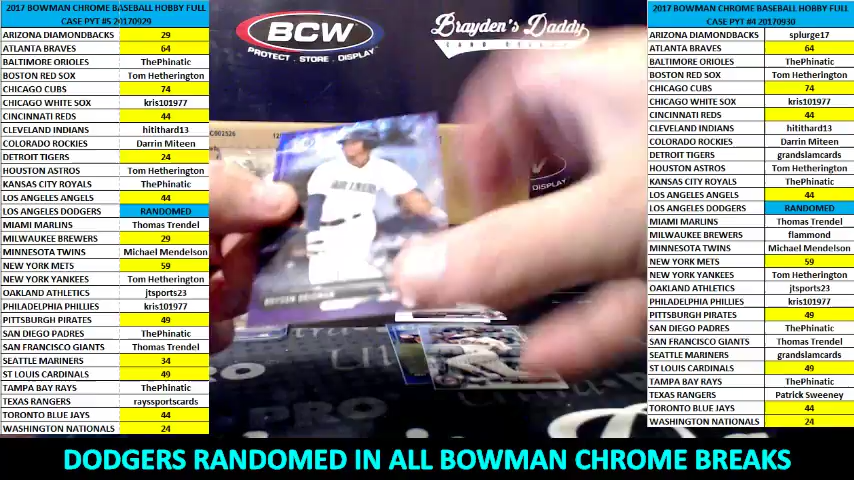 2017 BOWMAN CHROME BASEBALL HOBBY FULL
CASE PYT #5 20170929
ARIZONA DIAMONDBACKS 29
ATLANTA BRAVES 64
BALTIMORE ORIOLES ThePhinatic
BOSTON RED SOX Tom Hetherington
CHICAGO CUBS 74
CHICAGO WHITE SOX kris101977
CINCINNATI REDS 44
CLEVELAND INDIANS hitithard13
COLORADO ROCKIES Darrin Miteen
DETROIT TIGERS 24
HOUSTON ASTROS Tom Hetherington
KANSAS CITY ROYALS ThePhinatic
LOS ANGELES ANGELS 44
LOS ANGELES DODGERS RANDOMED
MIAMI MARLINS Thomas Trendel
MILWAUKEE BREWERS 29
MINNESOTA TWINS Michael Mendelson
NEW YORK METS 59
NEW YORK YANKEES Tom Hetherington
OAKLAND ATHLETICS jtsports23
PHILADELPHIA PHILLIES kris101977
PITTSBURGH PIRATES 49
SAN DIEGO PADRES ThePhinatic
SAN FRANCISCO GIANTS Thomas Trendel
SEATTLE MARINERS 34
ST LOUIS CARDINALS 49
TAMPA BAY RAYS ThePhinatic
TEXAS RANGERS rayssportscards
TORONTO BLUE JAYS 44
WASHINGTON NATIONALS 24
BCW
PROTECT . STORE . DISPLAY
Brayden's Daddy
DISPLAY
2017 BOWMAN CHROME BASEBALL HOBBY FULL
CASE PYT #4 20170930
ARIZONA DIAMONDBACKS splurge17
ATLANTA BRAVES 64
BALTIMORE ORIOLES ThePhinatic
BOSTON RED SOX Tom Hetherington
CHICAGO CUBS 74
CHICAGO WHITE SOX kris101977
CINCINNATI REDS 44
CLEVELAND INDIANS hitithard13
COLORADO ROCKIES Darrin Miteen
DETROIT TIGERS grandslamcards
HOUSTON ASTROS Tom Hetherington
KANSAS CITY ROYALS ThePhinatic
LOS ANGELES ANGELS 44
LOS ANGELES DODGERS RANDOMED
MIAMI MARLINS Thomas Trendel
MILWAUKEE BREWERS flammond
MINNESOTA TWINS Michael Mendelson
NEW YORK METS 59
NEW YORK YANKEES Tom Hetherington
OAKLAND ATHLETICS jtsports23
PHILADELPHIA PHILLIES kris101977
PITTSBURGH PIRATES 49
SAN DIEGO PADRES ThePhinatic
SAN FRANCISCO GIANTS Thomas Trendel
SEATTLE MARINERS grandslamcards
ST LOUIS CARDINALS 49
TAMPA BAY RAYS ThePhinatic
TEXAS RANGERS Patrick Sweeney
TORONTO BLUE JAYS 44
WASHINGTON NATIONALS 24
DODGERS RANDOMED IN ALL BOWMAN CHROME BREAKS